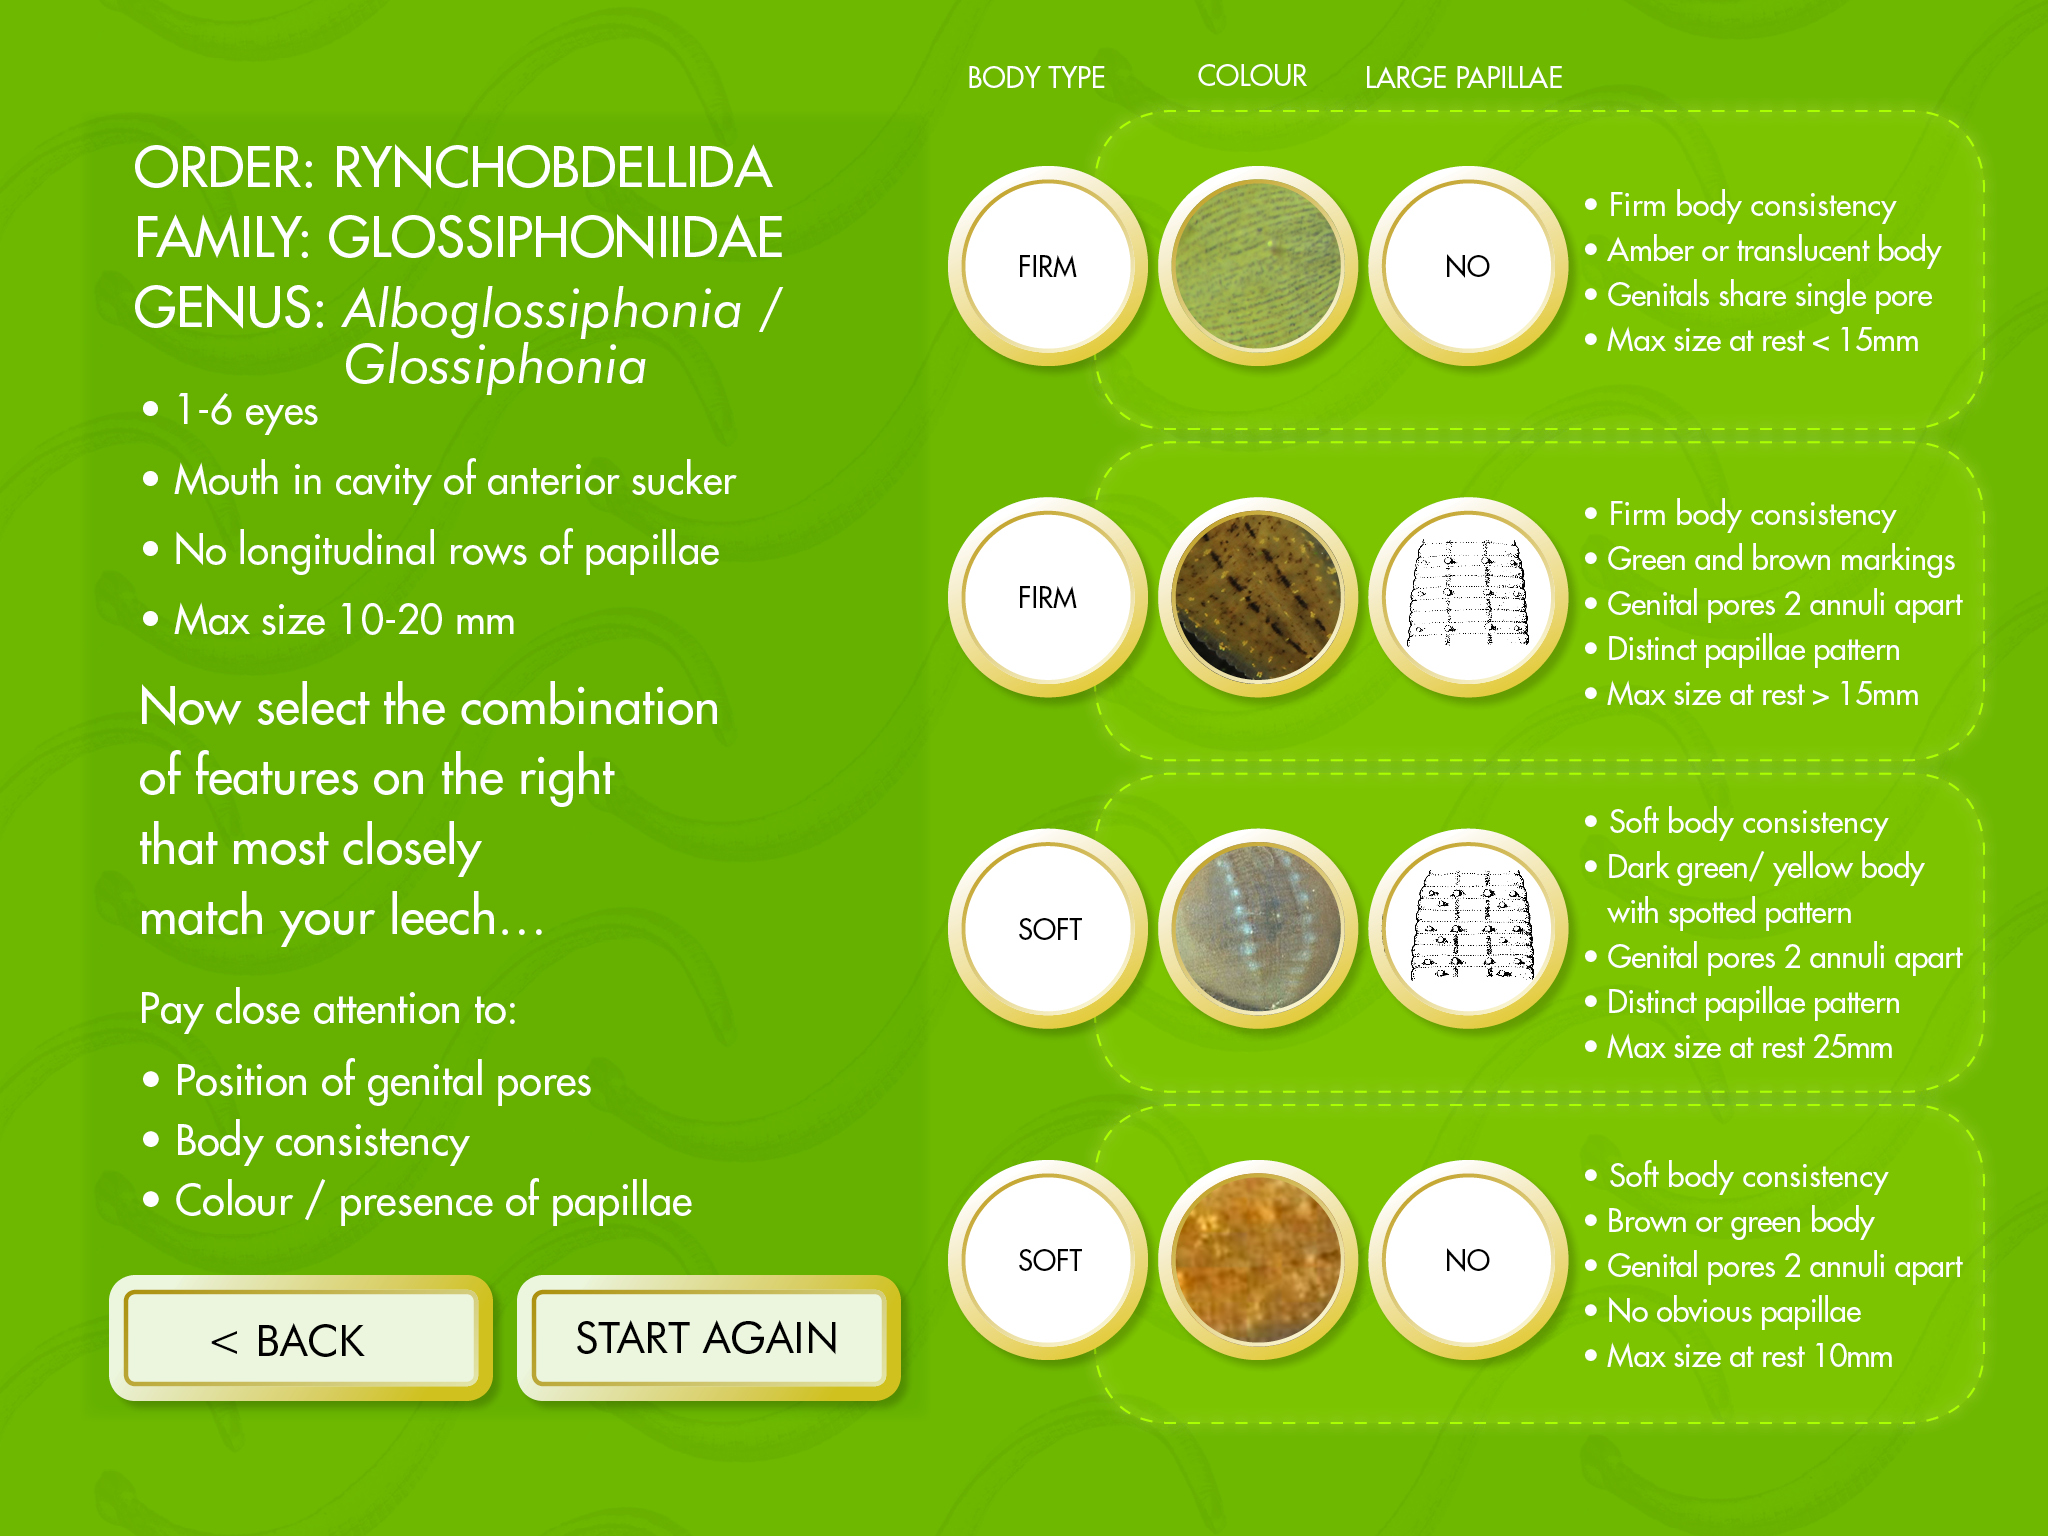 ORDER: RYNCHOBDELLIDA
FAMILY: GLOSSIPHONIIDAE
GENUS: Alboglossiphonia /
Glossiphonia
• 1-6 eyes
• Mouth in cavity of anterior sucker
• No longitudinal rows of papillae
• Max size 10-20 mm
Now select the combination
of features on the right
that most closely
match your leech...
Pay close attention to:
• Position of genital pores
• Body consistency
• Colour / presence of papillae
< BACK
START AGAIN
BODY TYPE
COLOUR
LARGE PAPILLAE
FIRM
NO
• Firm body consistency
• Amber or translucent body
• Genitals share single pore
• Max size at rest < 15mm
FIRM
• Firm body consistency
• Green and brown markings
• Genital pores 2 annuli apart
• Distinct papillae pattern
• Max size at rest > 15mm
SOFT
• Soft body consistency
• Dark green/ yellow body
with spotted pattern
• Genital pores 2 annuli apart
• Distinct papillae pattern
• Max size at rest 25mm
SOFT
NO
• Soft body consistency
• Brown or green body
• Genital pores 2 annuli apart
• No obvious papillae
• Max size at rest 10mm